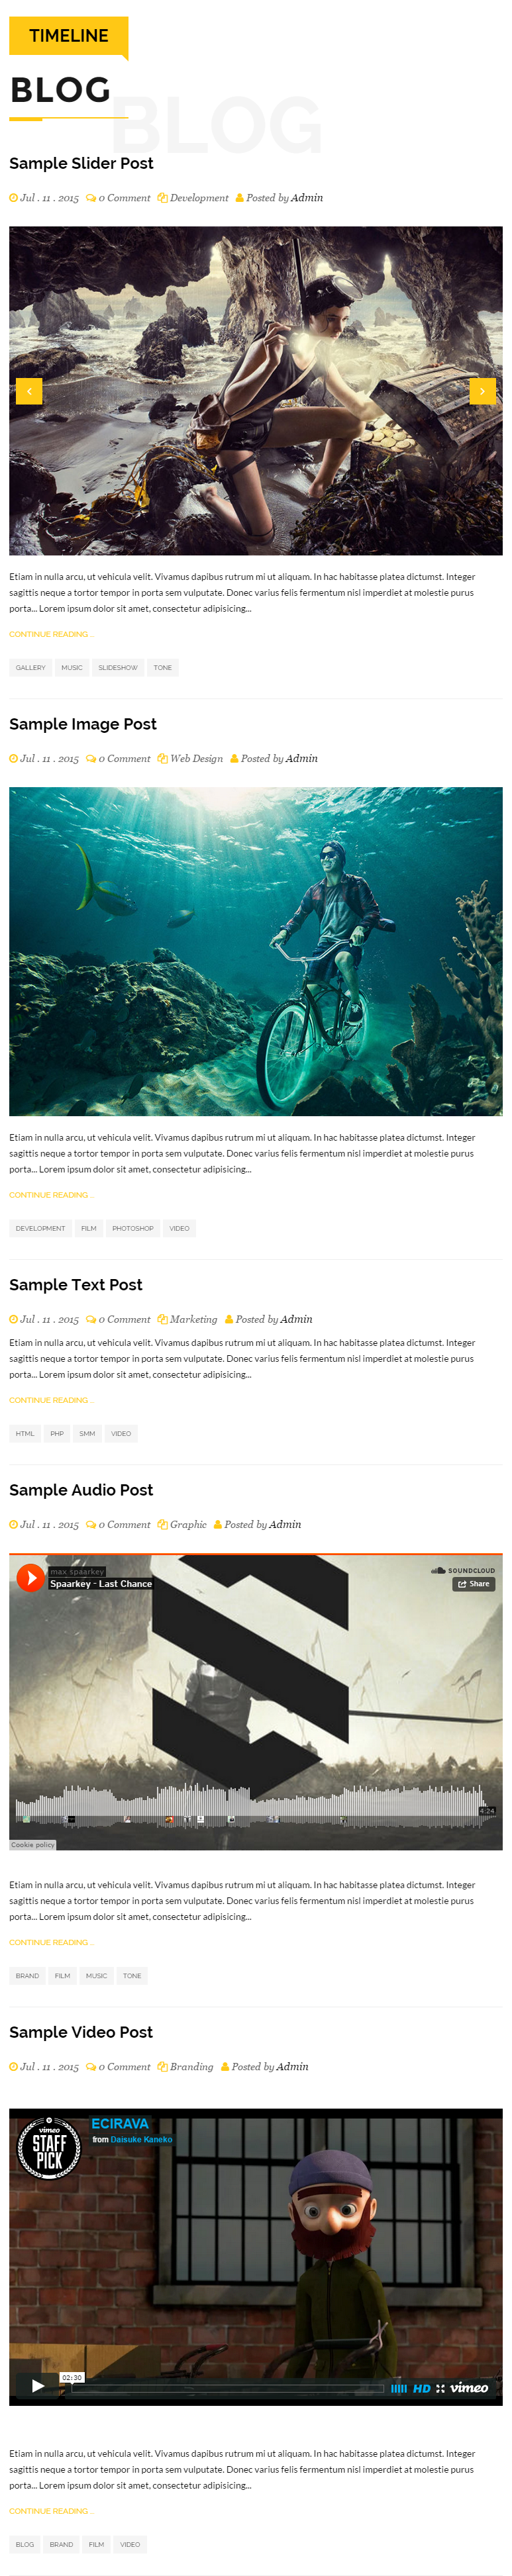 TIMELINE
BLOG
BLOG
Sample Slider Post
Jul . 11 . 2015 0 Comment Development Posted by Admin
Etiam in nulla arcu, ut vehicula velit. Vivamus dapibus rutrum mi ut aliquam. In hac habitasse platea dictumst. Integer
sagittis neque a tortor tempor in porta sem vulputate. Donec varius felis fermentum nisl imperdiet at molestie purus
porta... Lorem ipsum dolor sit amet, consectetur adipisicing...
CONTINUE READING ...
GALLERY MUSIC SLIDESHOW TONE
Sample Image Post
Jul . 11 . 2015 0 Comment Web Design Posted by Admin
Etiam in nulla arcu, ut vehicula velit. Vivamus dapibus rutrum mi ut aliquam. In hac habitasse platea dictumst. Integer
sagittis neque a tortor tempor in porta sem vulputate. Donec varius felis fermentum nisl imperdiet at molestie purus
porta... Lorem ipsum dolor sit amet, consectetur adipisicing...
CONTINUE READING ...
DEVELOPMENT FILM PHOTOSHOP VIDEO
Sample Text Post
Jul . 11 . 2015 0 Comment Marketing Posted by Admin
Etiam in nulla arcu, ut vehicula velit. Vivamus dapibus rutrum mi ut aliquam. In hac habitasse platea dictumst. Integer
sagittis neque a tortor tempor in porta sem vulputate. Donec varius felis fermentum nisl imperdiet at molestie purus
porta... Lorem ipsum dolor sit amet, consectetur adipisicing...
CONTINUE READING ...
HTML PHP SMM VIDEO
Sample Audio Post
Jul . 11 . 2015 0 Comment Graphic Posted by Admin
max spaarkey
SOUNDCLOUD
Spaarkey - Last Chance
Share
4:24
Cookie policy
Etiam in nulla arcu, ut vehicula velit. Vivamus dapibus rutrum mi ut aliquam. In hac habitasse platea dictumst. Integer
sagittis neque a tortor tempor in porta sem vulputate. Donec varius felis fermentum nisl imperdiet at molestie purus
porta... Lorem ipsum dolor sit amet, consectetur adipisicing...
CONTINUE READING ...
BRAND FILM MUSIC TONE
Sample Video Post
Jul . 11 . 2015 0 Comment Branding Posted by Admin
vimeo
STAFF
PICK
ECIRAVA
from Daisuke Kaneko
02:30
HD vimeo
Etiam in nulla arcu, ut vehicula velit. Vivamus dapibus rutrum mi ut aliquam. In hac habitasse platea dictumst. Integer
sagittis neque a tortor tempor in porta sem vulputate. Donec varius felis fermentum nisl imperdiet at molestie purus
porta... Lorem ipsum dolor sit amet, consectetur adipisicing...
CONTINUE READING ...
BLOG BRAND FILM VIDEO